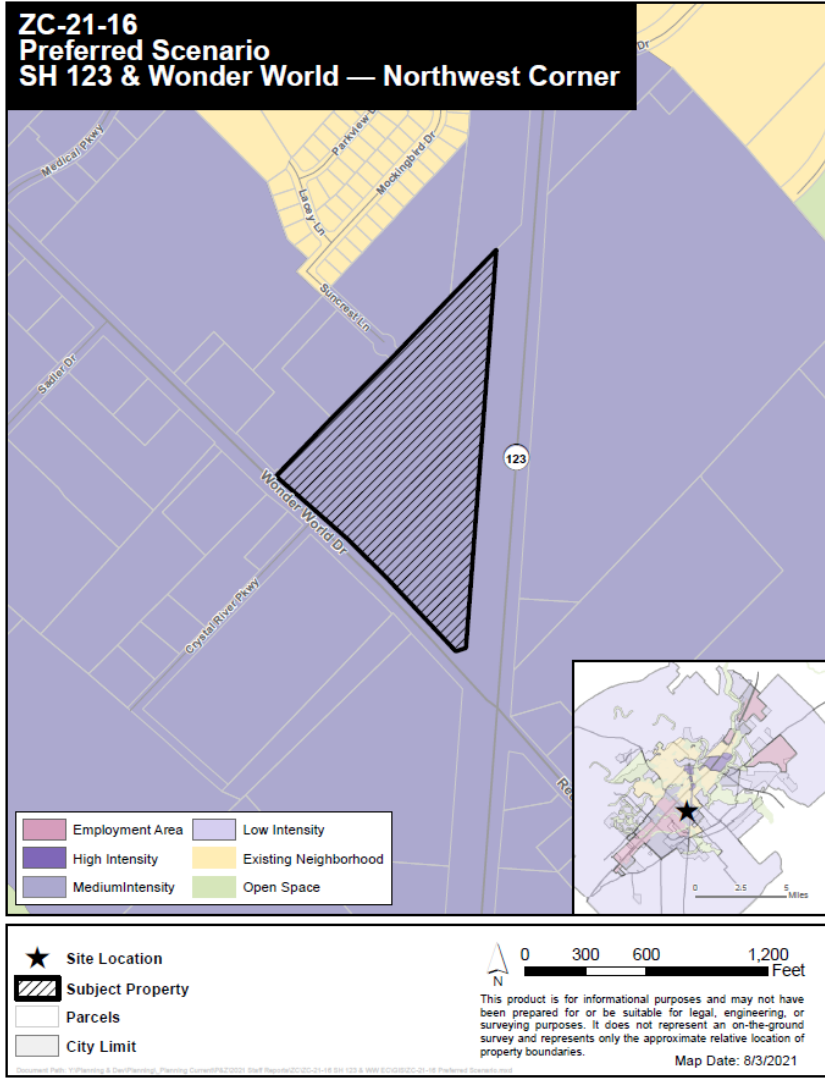 ZC-21-16
Preferred Scenario
SH 123 & Wonder World — Northwest Corner
Dr
Medical Pkwy
Parkview
Mockingbird Dr
Lacey Ln
Suncrest Ln
Sadler Dr
123
Wonder World Dr
Crystal River Pkwy
Employment Area
Low Intensity
High Intensity
Existing Neighborhood
MediumIntensity
Open Space
0 2.5 5
Miles
Site Location
Subject Property
Parcels
City Limit
N
0 300 600 1,200
Feet
This product is for informational purposes and may not have
been prepared for or be suitable for legal, engineering, or
surveying purposes. It does not represent an on-the-ground
survey and represents only the approximate relative location of
property boundaries.
Map Date: 8/3/2021